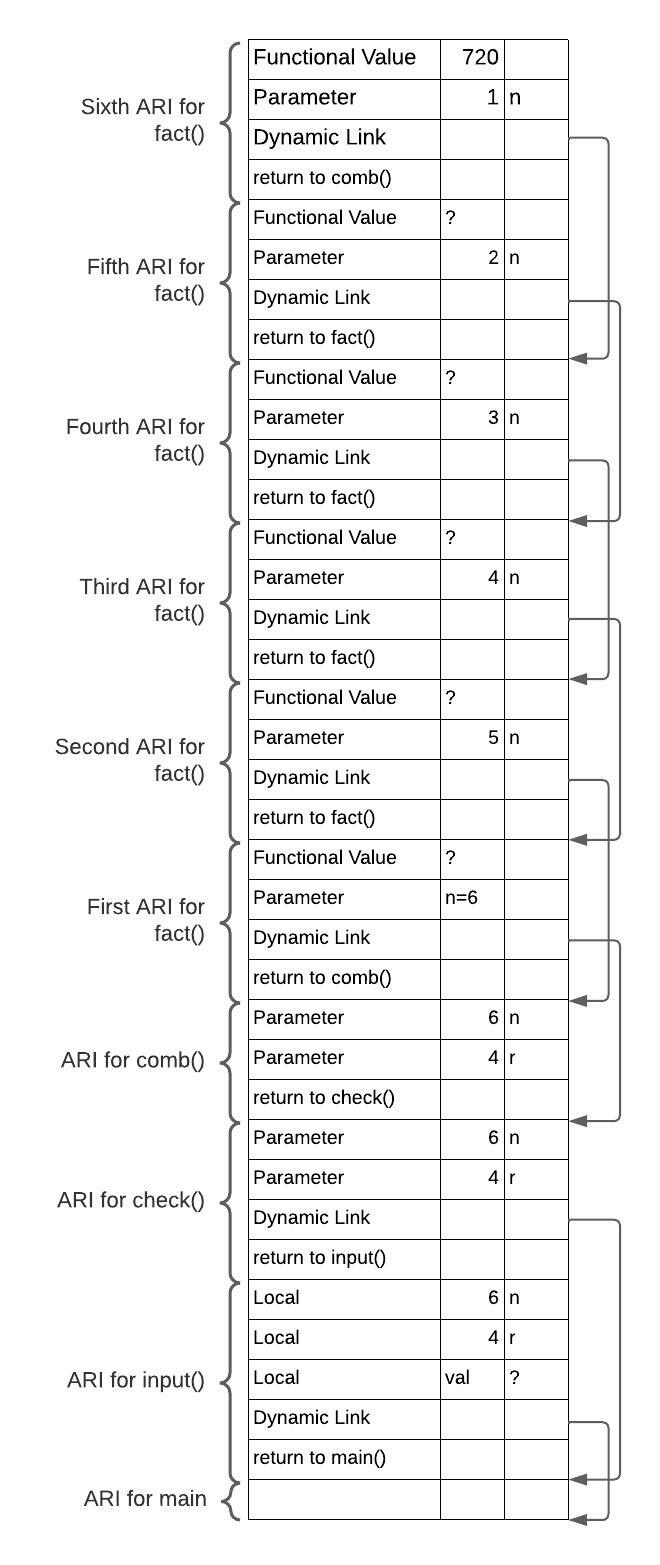 Functional Value 720
Sixth ARI for
fact()
Parameter 1 n
Dynamic Link
return to comb()
Functional Value ?
Fifth ARI for
fact()
Parameter 2 n
Dynamic Link
return to fact()
Functional Value ?
Fourth ARI for
fact()
Parameter 3 n
Dynamic Link
return to fact()
Functional Value ?
Third ARI for
fact()
Parameter 4 n
Dynamic Link
return to fact()
Functional Value ?
Second ARI for
fact()
Parameter 5 n
Dynamic Link
return to fact()
Functional Value ?
First ARI for
fact()
Parameter n=6
Dynamic Link
return to comb()
Parameter 6 n
ARI for comb()
Parameter 4 r
return to check()
Parameter 6 n
ARI for check()
Parameter 4 r
Dynamic Link
return to input()
Local 6 n
Local 4 r
ARI for input()
Local val ?
Dynamic Link
return to main()
ARI for main